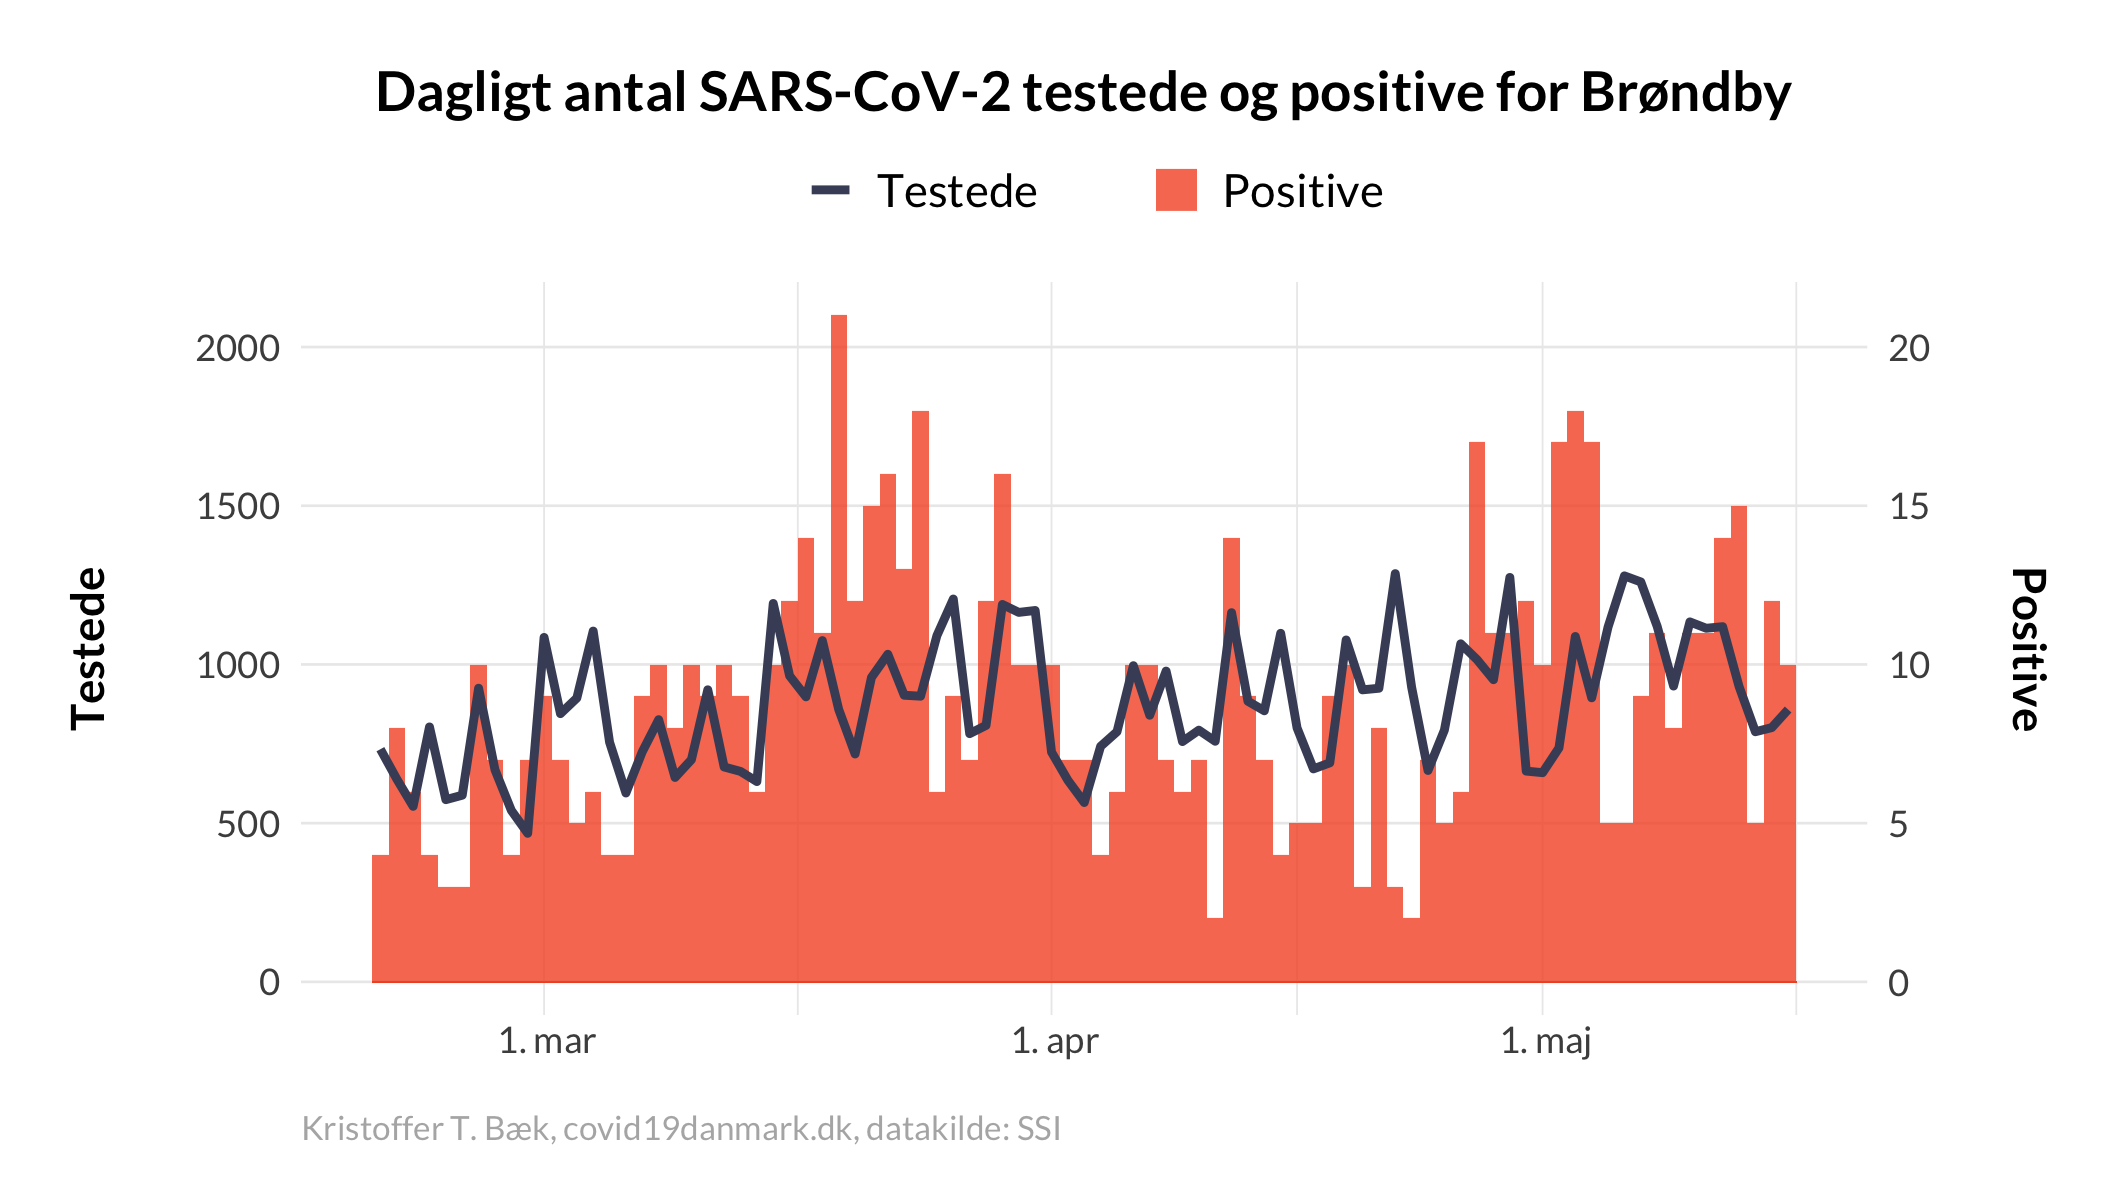 Dagligt antal SARS-CoV-2 testede og positive for Brøndby
Testede
Positive
Testede
2000
1500
1000
500
0
20
15
10
5
0
Positive
1. mar
1. apr
1. maj
Kristoffer T. Bæk, covid19danmark.dk, datakilde: SSI